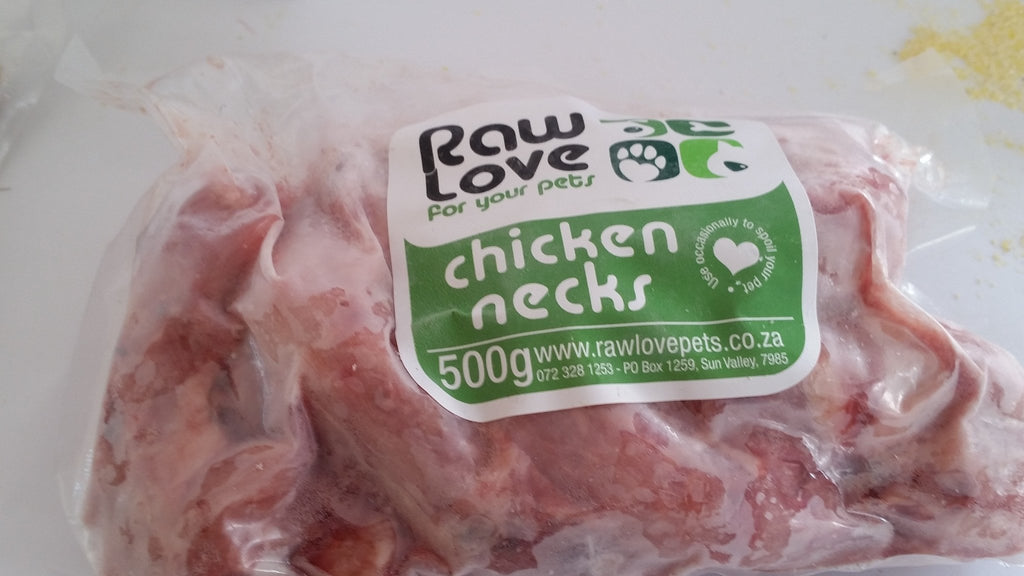 Raw
Love
for your pets
chicken
necks
use occasionally to spoil your pet
500g www.rawlovepets.co.za
072 328 1253 - PO Box 1259, Sun Valley, 7985